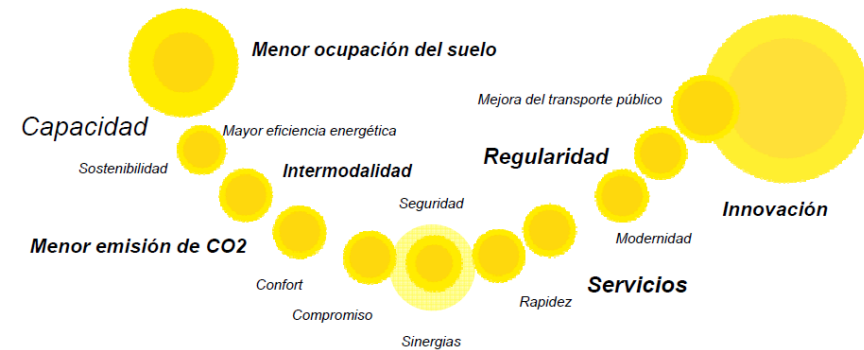 Menor ocupación del suelo
Mejora del transporte público
Capacidad
Mayor eficiencia energética
Sostenibilidad
Intermodalidad
Regularidad
Seguridad
Innovación
Menor emisión de CO2
Modernidad
Confort
Servicios
Rapidez
Compromiso
Sinergias